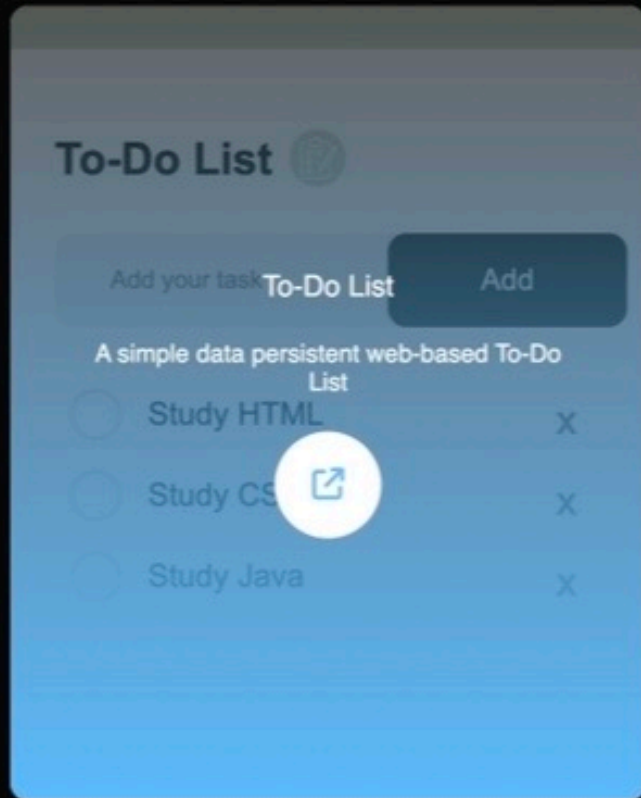 To-Do List
Add your task
Add
To-Do List
A simple data persistent web-based To-Do
List
Study HTML
X
Study CS
X
Study Java
X